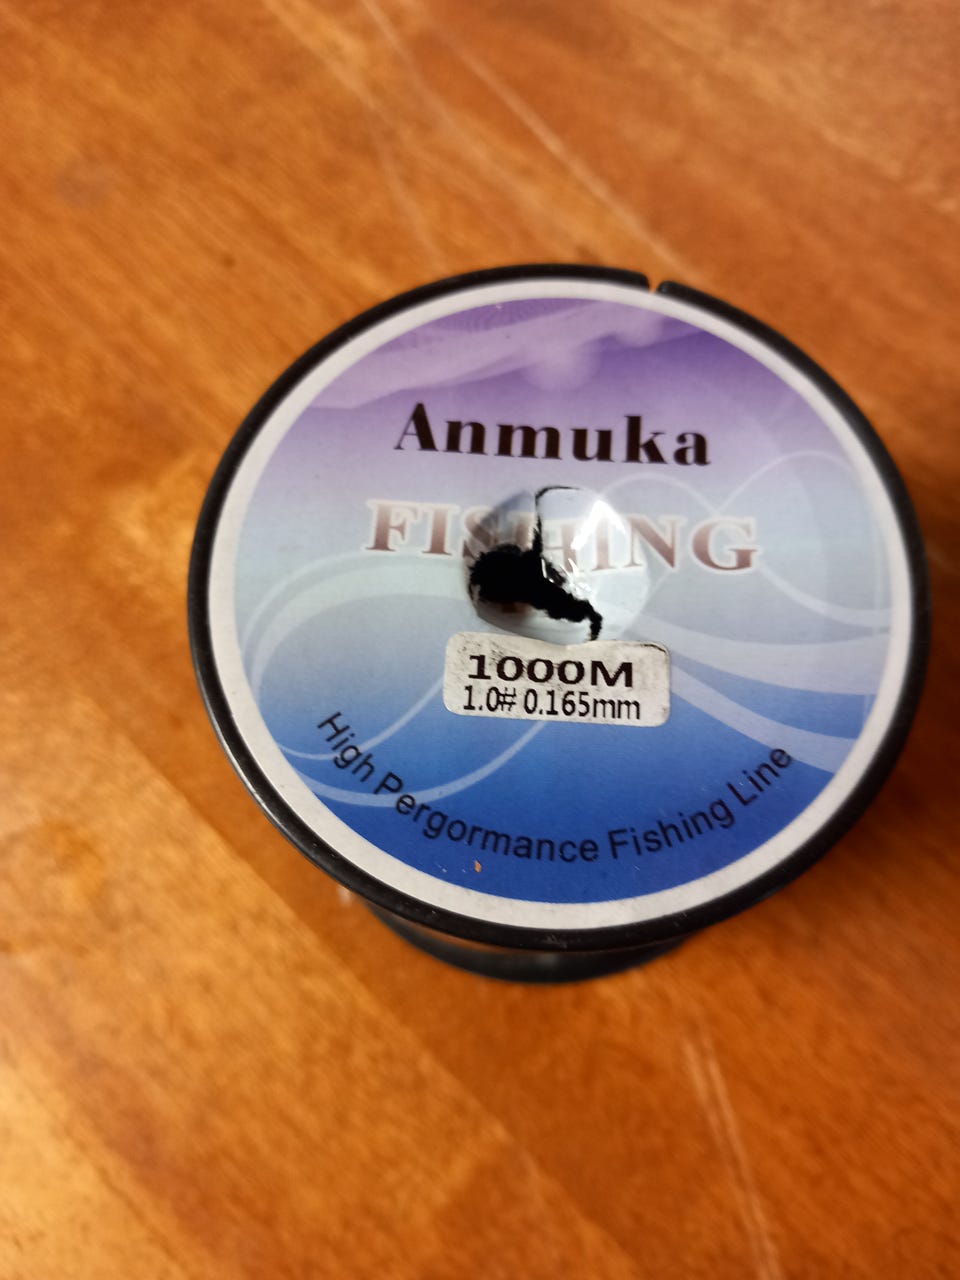 Anmuka
FISHING
1000M
1.0# 0.165mm
High Pergormance Fishing Line